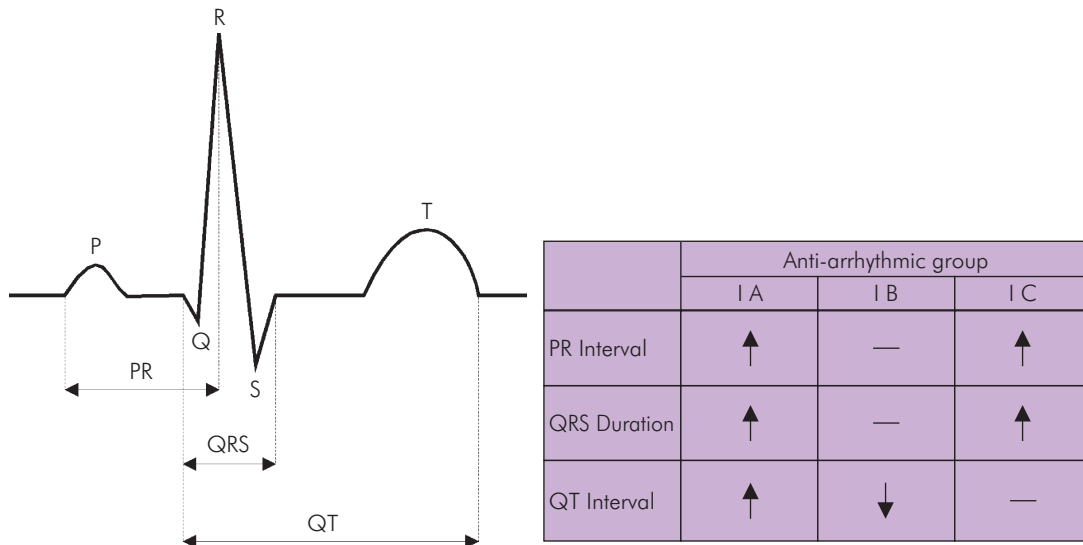 R
P
T
Q
S
PR
QRS
QT
Anti-arrhythmic group
I A I B I C
PR Interval ↑ — ↑
QRS Duration ↑ — ↑
QT Interval ↑ ↓ —